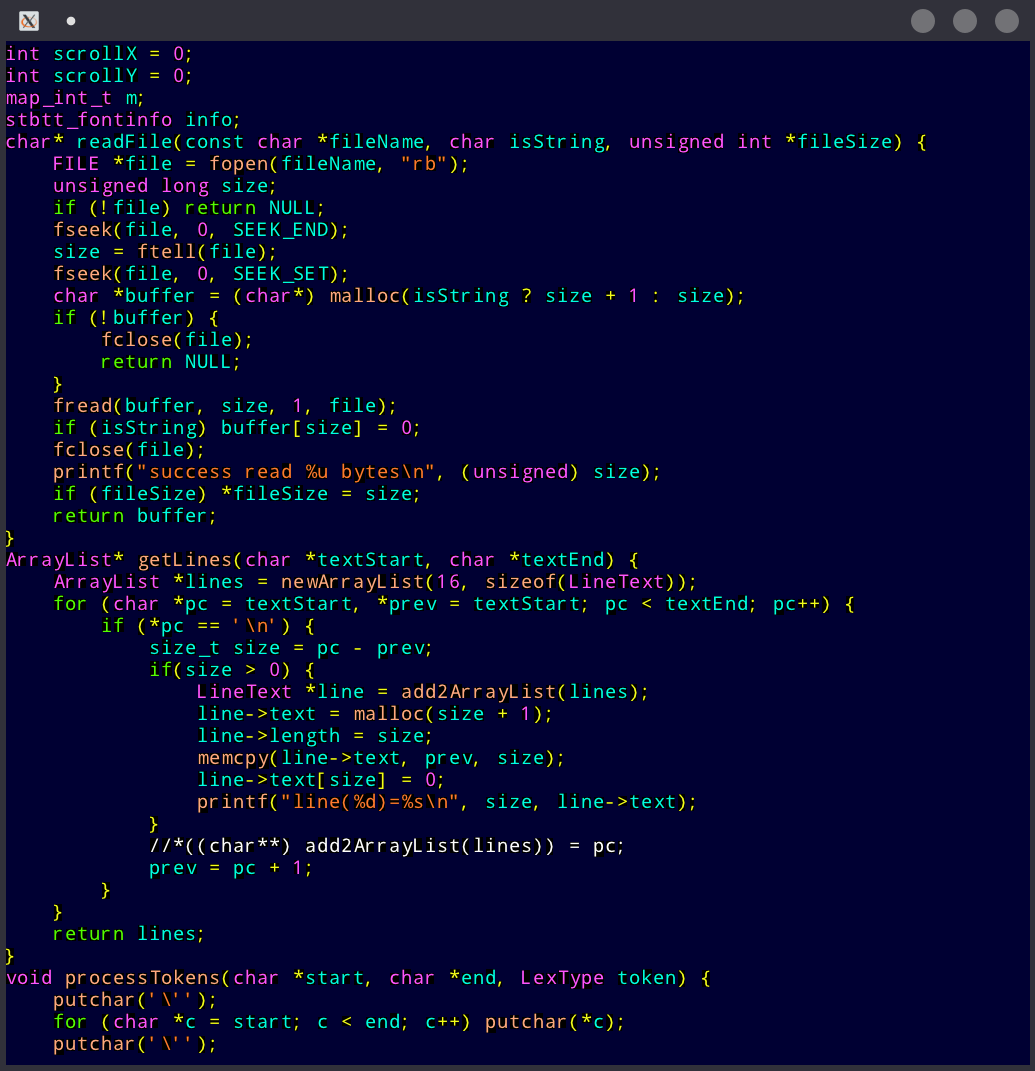 int scrollX = 0;
int scrollY = 0;
map_int_t m;
stbtt_fontinfo info;
char* readFile(const char *fileName, char isString, unsigned int *fileSize) {
    FILE *file = fopen(fileName, "rb");
    unsigned long size;
    if (!file) return NULL;
    fseek(file, 0, SEEK_END);
    size = ftell(file);
    fseek(file, 0, SEEK_SET);
    char *buffer = (char*) malloc(isString ? size + 1 : size);
    if (!buffer) {
        fclose(file);
        return NULL;
    }
    fread(buffer, size, 1, file);
    if (isString) buffer[size] = 0;
    fclose(file);
    printf("success read %u bytes\n", (unsigned) size);
    if (fileSize) *fileSize = size;
    return buffer;
}
ArrayList* getLines(char *textStart, char *textEnd) {
    ArrayList *lines = newArrayList(16, sizeof(LineText));
    for (char *pc = textStart, *prev = textStart; pc < textEnd; pc++) {
        if (*pc == '\n') {
            size_t size = pc - prev;
            if(size > 0) {
                LineText *line = add2ArrayList(lines);
                line->text = malloc(size + 1);
                line->length = size;
                memcpy(line->text, prev, size);
                line->text[size] = 0;
                printf("line(%d)=%s\n", size, line->text);
            }
            //*((char**) add2ArrayList(lines)) = pc;
            prev = pc + 1;
        }
    }
    return lines;
}
void processTokens(char *start, char *end, LexType token) {
    putchar('\'');
    for (char *c = start; c < end; c++) putchar(*c);
    putchar('\'');